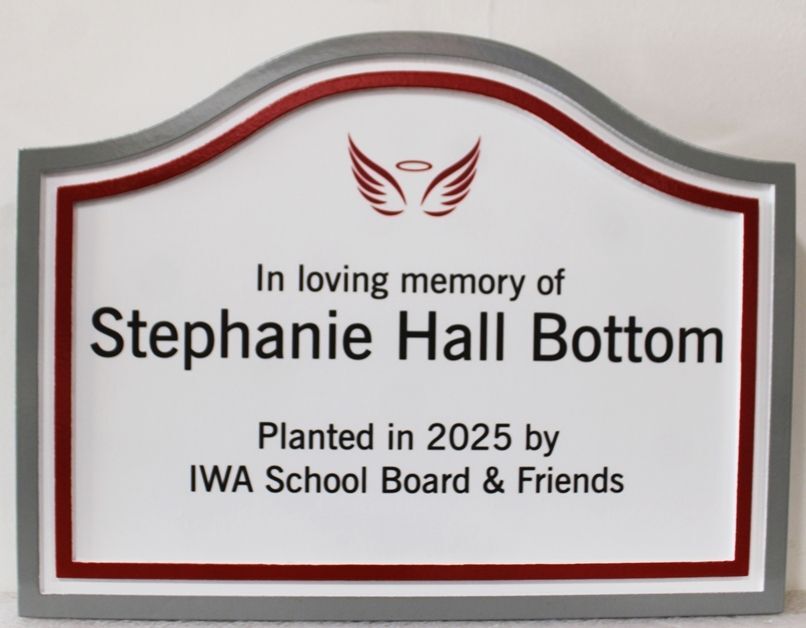 In loving memory of
Stephanie Hall Bottom
Planted in 2025 by
IWA School Board & Friends